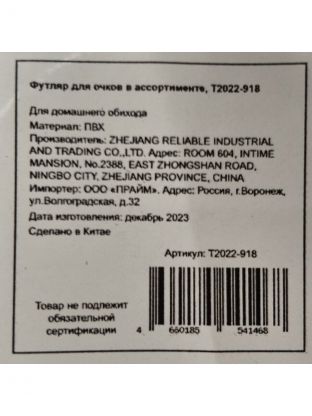 Футляр для очков в ассортименте, Т2022-918
Для домашнего обихода
Материал: ПВХ
Производитель: ZHEJIANG RELIABLE INDUSTRIAL
AND TRADING CO.,LTD. Адрес: ROOM 604, INTIME
MANSION, No.2388, EAST ZHONGSHAN ROAD,
NINGBO CITY, ZHEJIANG PROVINCE, CHINA
Импортер: ООО «ПРАЙМ». Адрес: Россия, г.Воронеж,
ул.Волгоградская, д.32
Дата изготовления: декабрь 2023
Сделано в Китае
Артикул: Т2022-918
Товар не подлежит
обязательной
сертификации
4 660185 541468